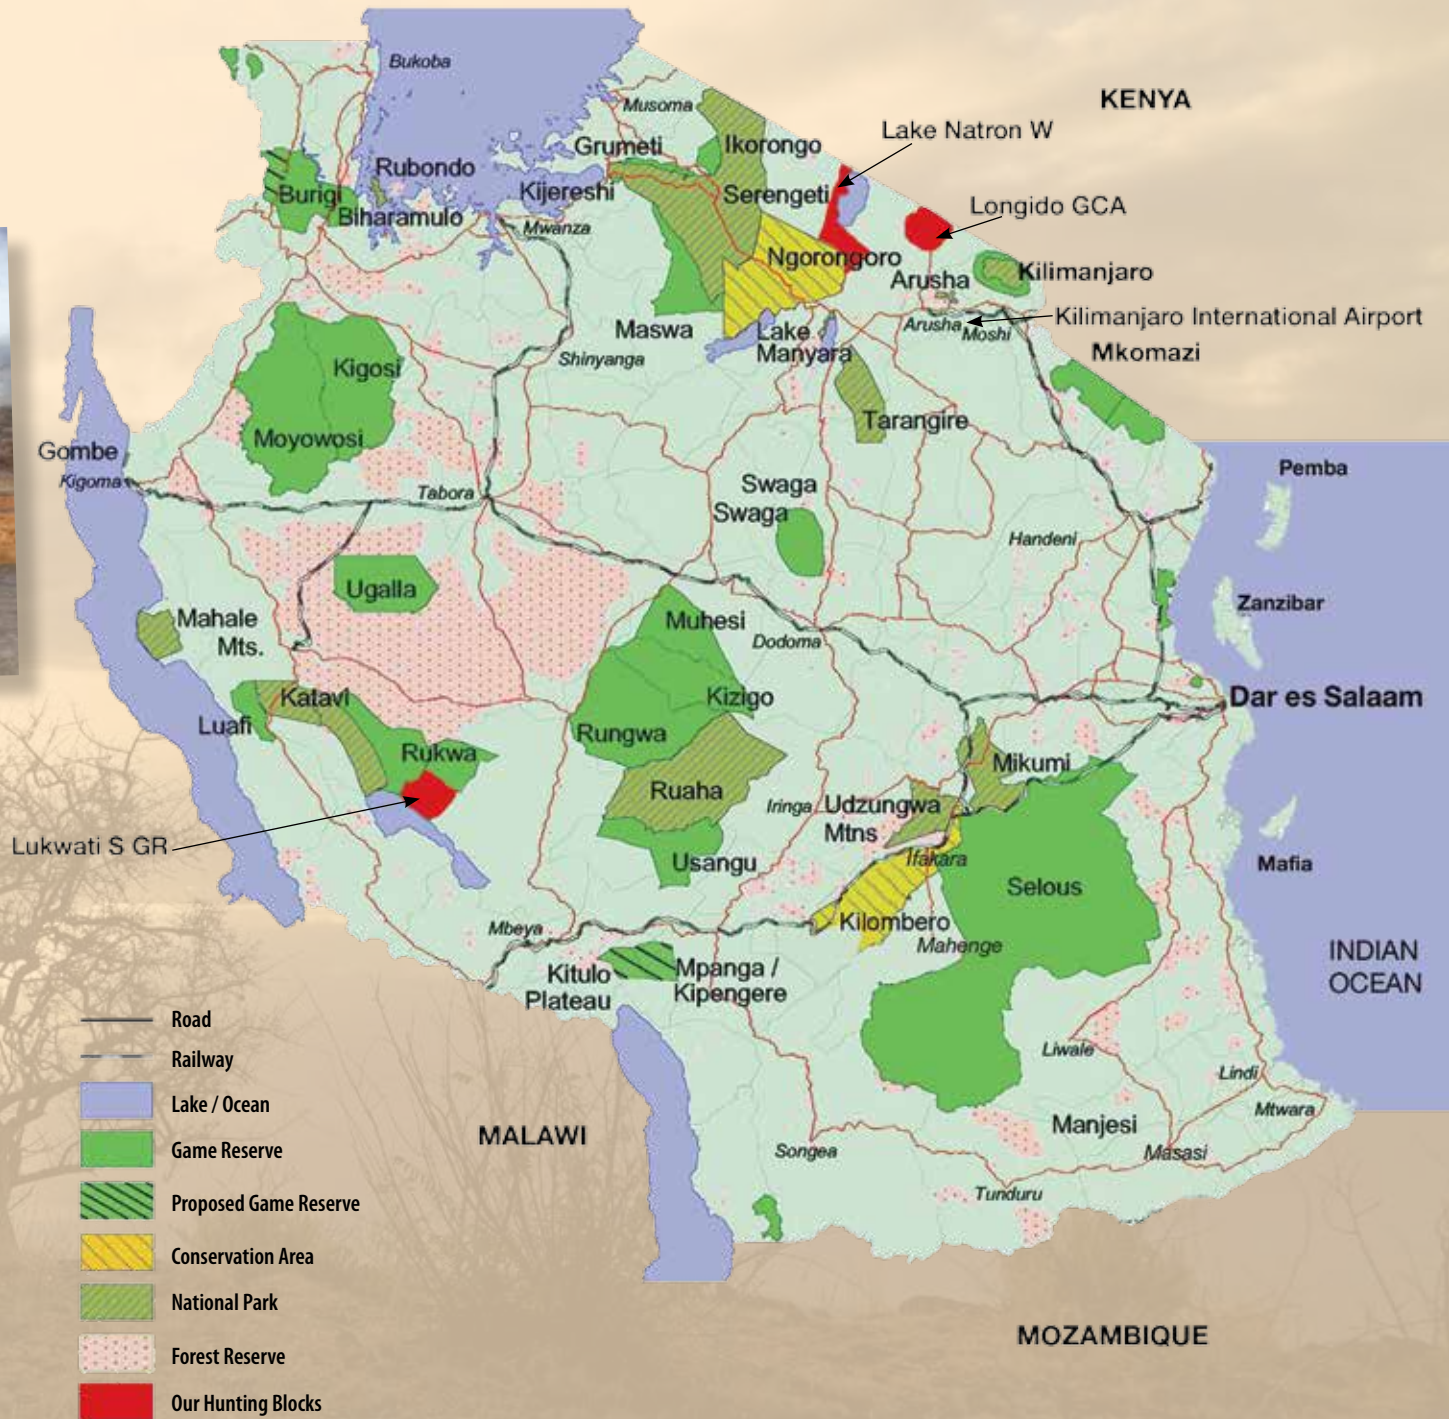 Bukoba
KENYA
Musoma
Lake Natron W
Grumeti
Ikorongo
Rubondo
Kijereshi
Serengeti
Burigi
Biharamulo
Longido GCA
Mwanza
Ngorongoro
Arusha
Kilimanjaro
Maswa
Lake
Manyara
Arusha
Moshi
Kilimanjaro International Airport
Shinyanga
Mkomazi
Kigosi
Tarangire
Moyowosi
Gombe
Kigoma
Tabora
Swaga
Swaga
Pemba
Handeni
Ugalla
Zanzibar
Mahale
Mts.
Muhesi
Dodoma
Katavi
Kizigo
Dar es Salaam
Luafi
Rukwa
Rungwa
Mikumi
Ruaha
Iringa
Udzungwa
Mtns
Lukwati S GR
Usangu
Ifakara
Mafia
Selous
Mbeya
Kilombero
Mahenge
INDIAN
OCEAN
Kitulo
Plateau
Mpanga /
Kipengere
Liwale
Lindi
Mtwara
MALAWI
Manjesi
Songea
Masasi
Tunduru
MOZAMBIQUE
Road
Railway
Lake / Ocean
Game Reserve
Proposed Game Reserve
Conservation Area
National Park
Forest Reserve
Our Hunting Blocks